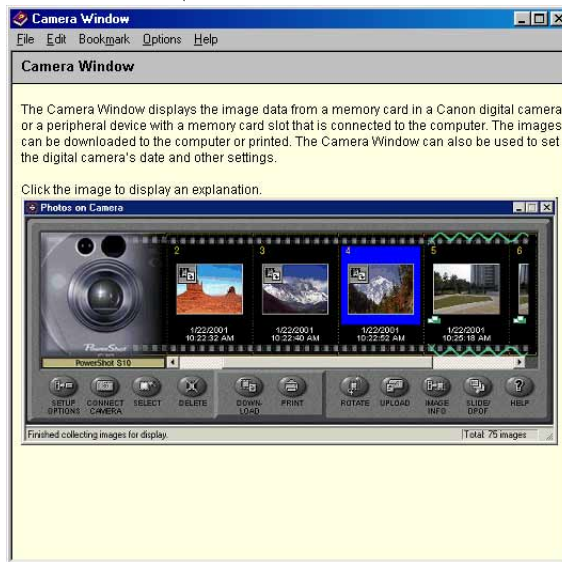 Camera Window
File Edit Bookmark Options Help
Camera Window
The Camera Window displays the image data from a memory card in a Canon digital camera
or a peripheral device with a memory card slot that is connected to the computer. The images
can be downloaded to the computer or printed. The Camera Window can also be used to set
the digital camera's date and other settings.
Click the image to display an explanation.
Photos on Camera
2 3 4 5 6
1/22/2001 1/22/2001 1/22/2001 1/22/2001
10:22:32 AM 10:22:40 AM 10:22:52 AM 10:25:18 AM
PowerShot
PowerShot S10
SETUP CONNECT SELECT DELETE DOWN- PRINT ROTATE UPLOAD IMAGE SLIDE/ HELP
OPTIONS CAMERA LOAD INFO DPOF
Finished collecting images for display. Total: 75 images